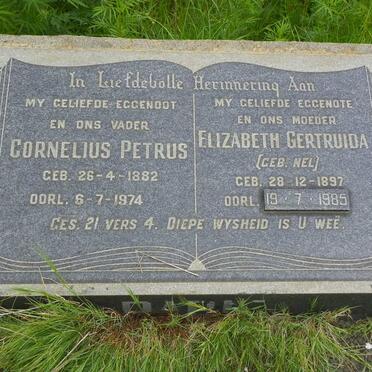 In Liefdevolle Herinnering Aan
MY GELIEFDE EGGENOOT
EN ONS VADER
CORNELIUS PETRUS
GEB. 26-4-1882
OORL. 6-7-1974
MY GELIEFDE EGGENOTE
EN ONS MOEDER
ELIZABETH GERTRUIDA
(GEB. NEL)
GEB. 28-12-1897
OORL. 19·7·1985
GES. 21 VERS 4. DIEPE WYSHEID IS U WEE.